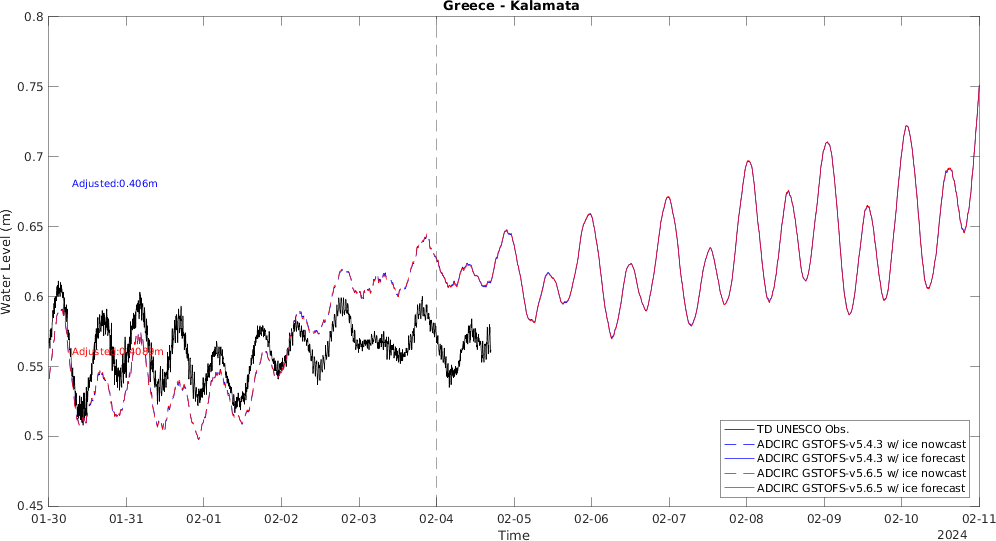 Greece - Kalamata
0.8
0.75
0.7
0.65
0.6
0.55
0.5
0.45
Water Level (m)
Adjusted:0.406m
TD UNESCO Obs.
ADCIRC GSTOFS-v5.4.3 w/ ice nowcast
ADCIRC GSTOFS-v5.4.3 w/ ice forecast
ADCIRC GSTOFS-v5.6.5 w/ ice nowcast
ADCIRC GSTOFS-v5.6.5 w/ ice forecast
01-30 01-31 02-01 02-02 02-03 02-04 02-05 02-06 02-07 02-08 02-09 02-10 02-11
Time
2024